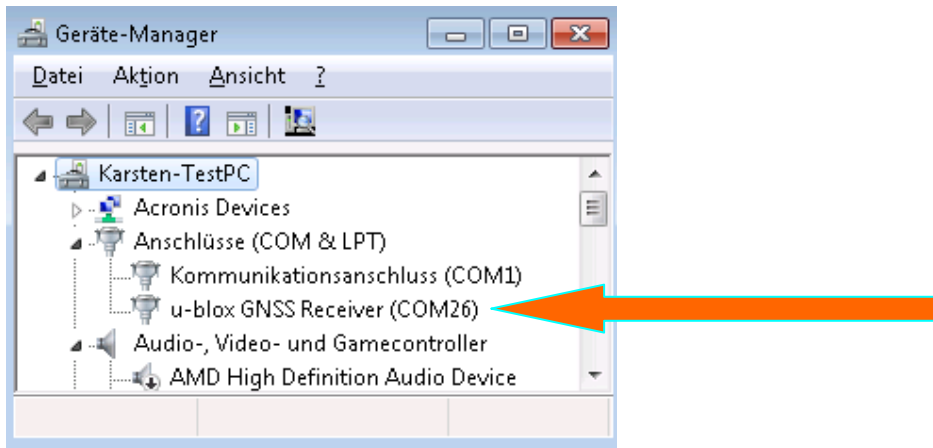 Geräte-Manager
Datei Aktion Ansicht ?
Karsten-TestPC
Acronis Devices
Anschlüsse (COM & LPT)
Kommunikationsanschluss (COM1)
u-blox GNSS Receiver (COM26)
Audio-, Video- und Gamecontroller
AMD High Definition Audio Device